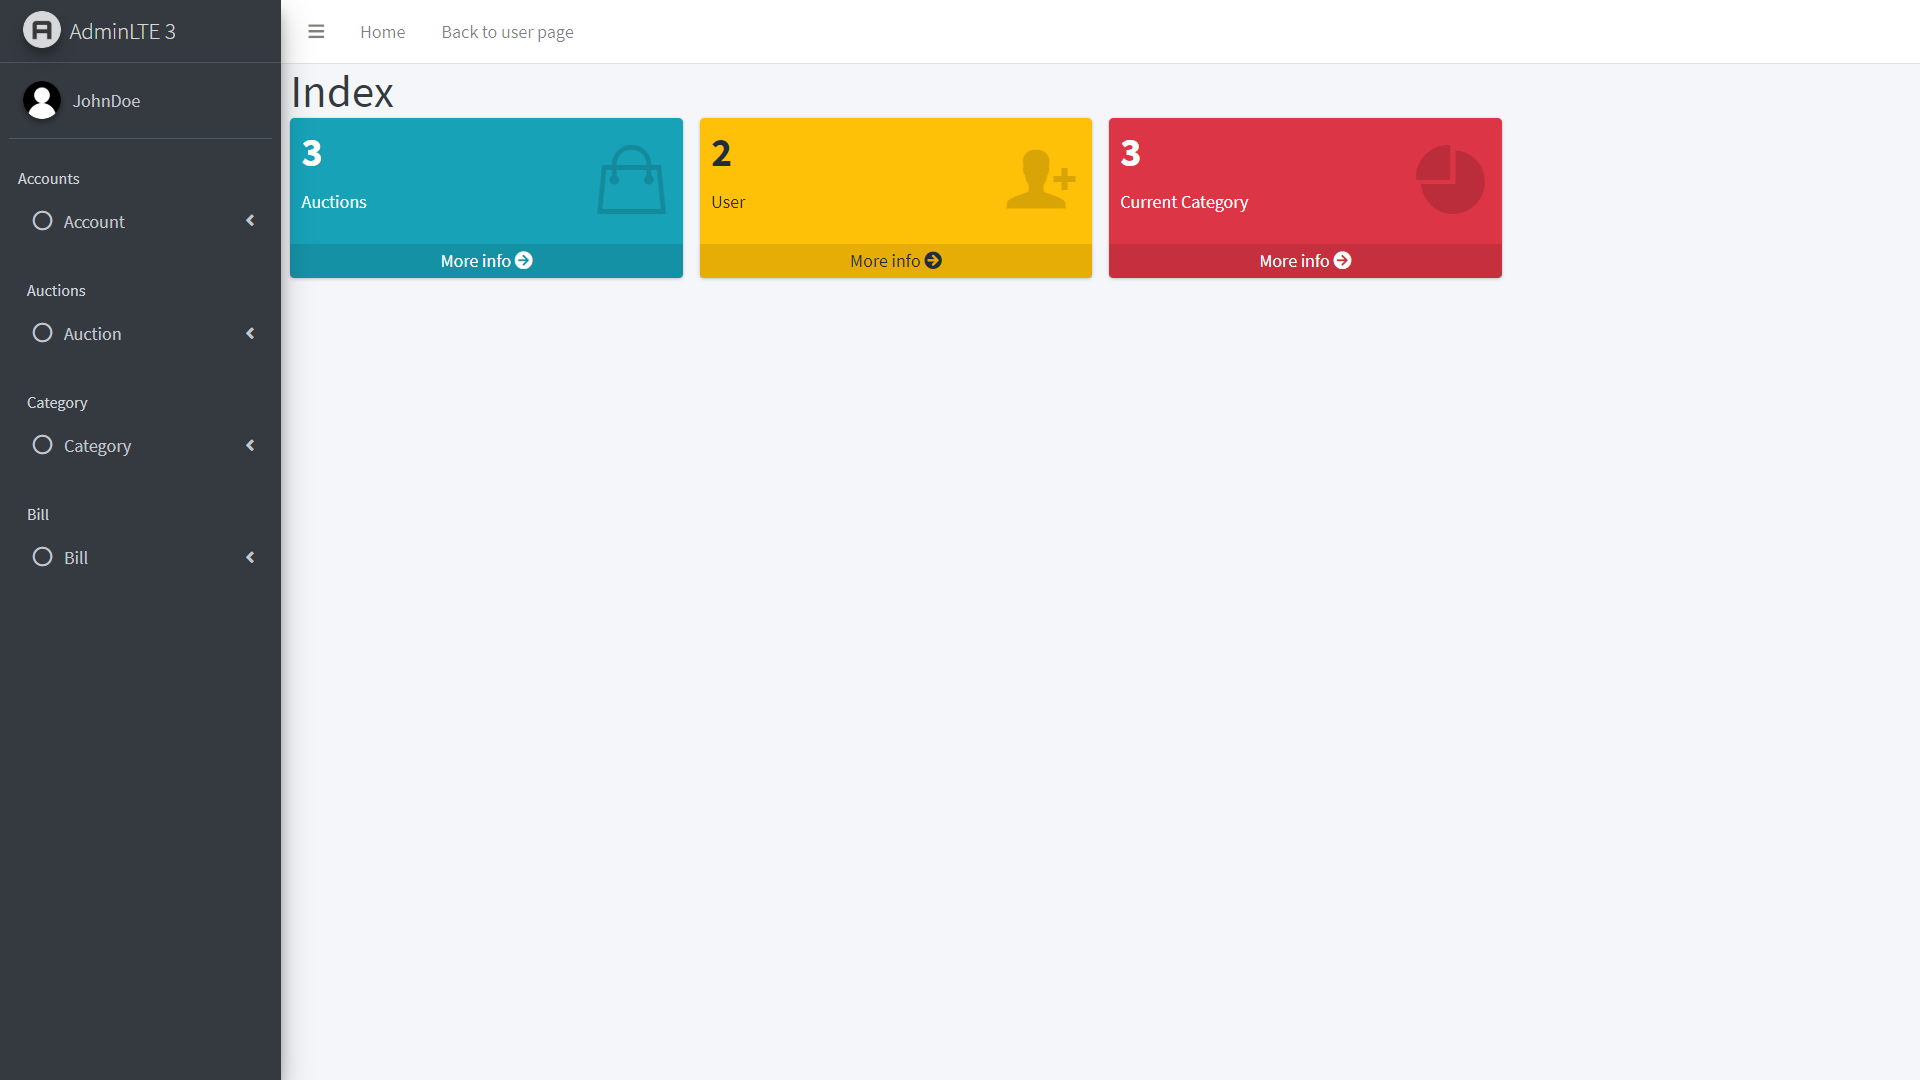 AdminLTE 3
JohnDoe
Accounts
Account
Auctions
Auction
Category
Category
Bill
Bill
Home
Back to user page
Index
3
Auctions
More info
2
User
More info
3
Current Category
More info